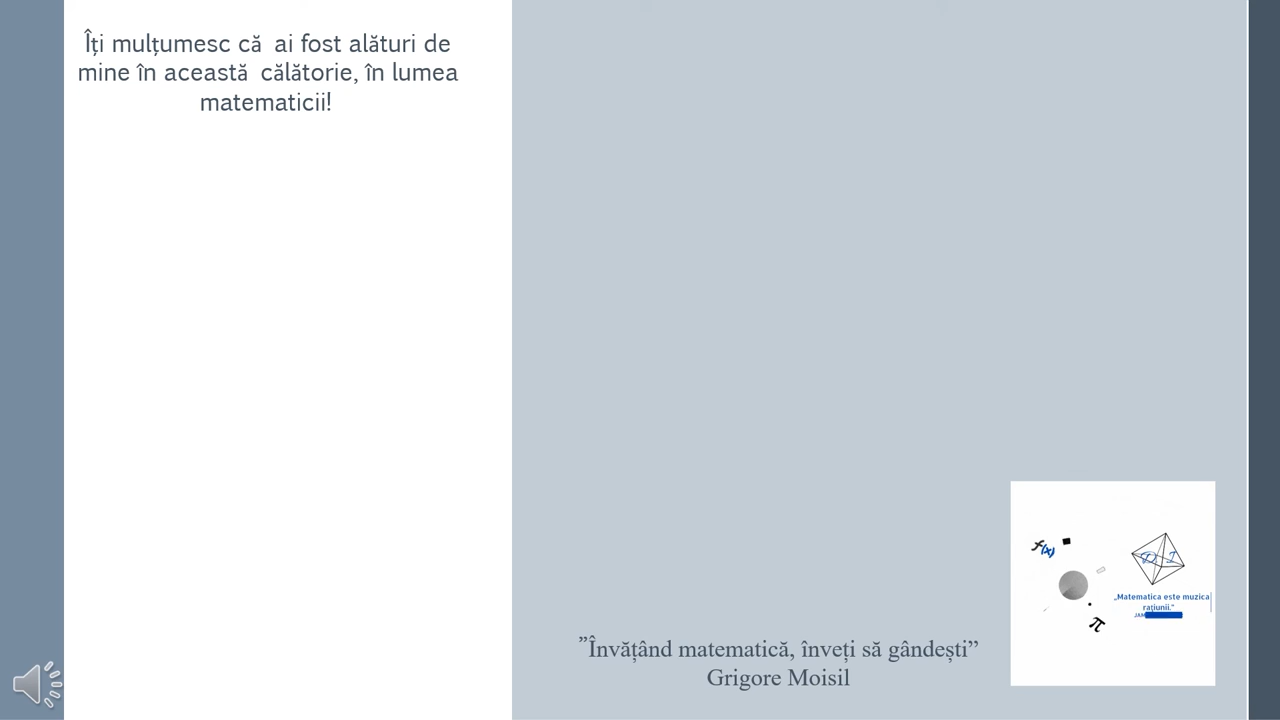 Îți mulțumesc că ai fost alături de
mine în această călătorie, în lumea
matematicii!
”Învățând matematică, înveți să gândești”
Grigore Moisil
f(x)
π
„Matematica este muzica
raţiunii.”